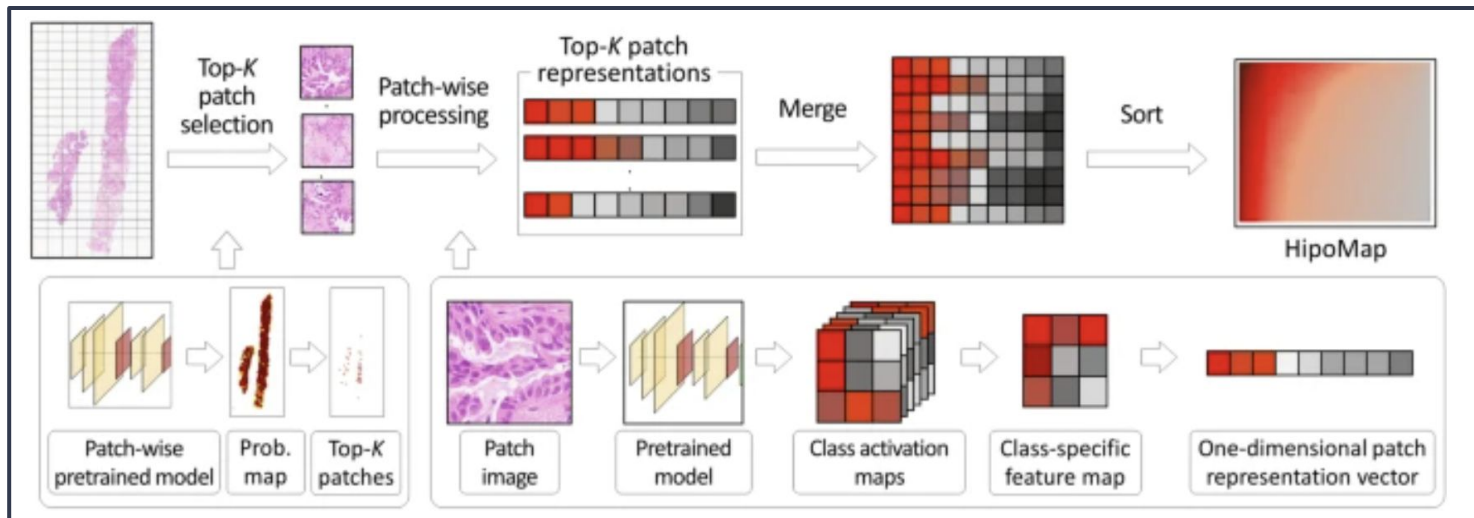 Top-K
patch
selection
Patch-wise
processing
Top-K patch
representations
Merge
Sort
HipoMap
Patch-wise
pretrained model
Prob.
map
Top-K
patches
Patch
image
Pretrained
model
Class activation
maps
Class-specific
feature map
One-dimensional patch
representation vector